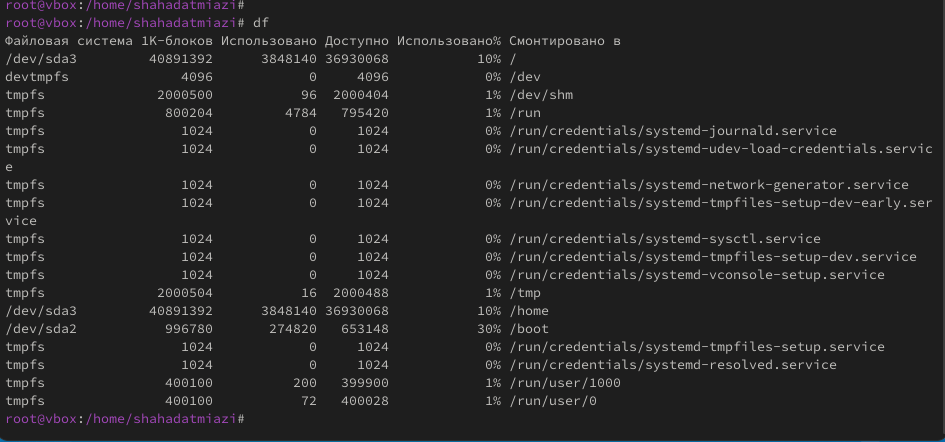 root@vbox:/home/shahadatmiazi#
root@vbox:/home/shahadatmiazi# df
Файловая система 1K-блоков Использовано Доступно Использовано% Смонтировано в
/dev/sda3         40891392      3848140 36930068           10% /
devtmpfs              4096            0     4096            0% /dev
tmpfs              2000500           96  2000404            1% /dev/shm
tmpfs               800204         4784   795420            1% /run
tmpfs                 1024            0     1024            0% /run/credentials/systemd-journald.service
tmpfs                 1024            0     1024            0% /run/credentials/systemd-udev-load-credentials.servic
e
tmpfs                 1024            0     1024            0% /run/credentials/systemd-network-generator.service
tmpfs                 1024            0     1024            0% /run/credentials/systemd-tmpfiles-setup-dev-early.ser
vice
tmpfs                 1024            0     1024            0% /run/credentials/systemd-sysctl.service
tmpfs                 1024            0     1024            0% /run/credentials/systemd-tmpfiles-setup-dev.service
tmpfs                 1024            0     1024            0% /run/credentials/systemd-vconsole-setup.service
tmpfs              2000504           16  2000488            1% /tmp
/dev/sda3         40891392      3848140 36930068           10% /home
/dev/sda2           996780       274820   653148           30% /boot
tmpfs                 1024            0     1024            0% /run/credentials/systemd-tmpfiles-setup.service
tmpfs                 1024            0     1024            0% /run/credentials/systemd-resolved.service
tmpfs               400100          200   399900            1% /run/user/1000
tmpfs               400100           72   400028            1% /run/user/0
root@vbox:/home/shahadatmiazi#